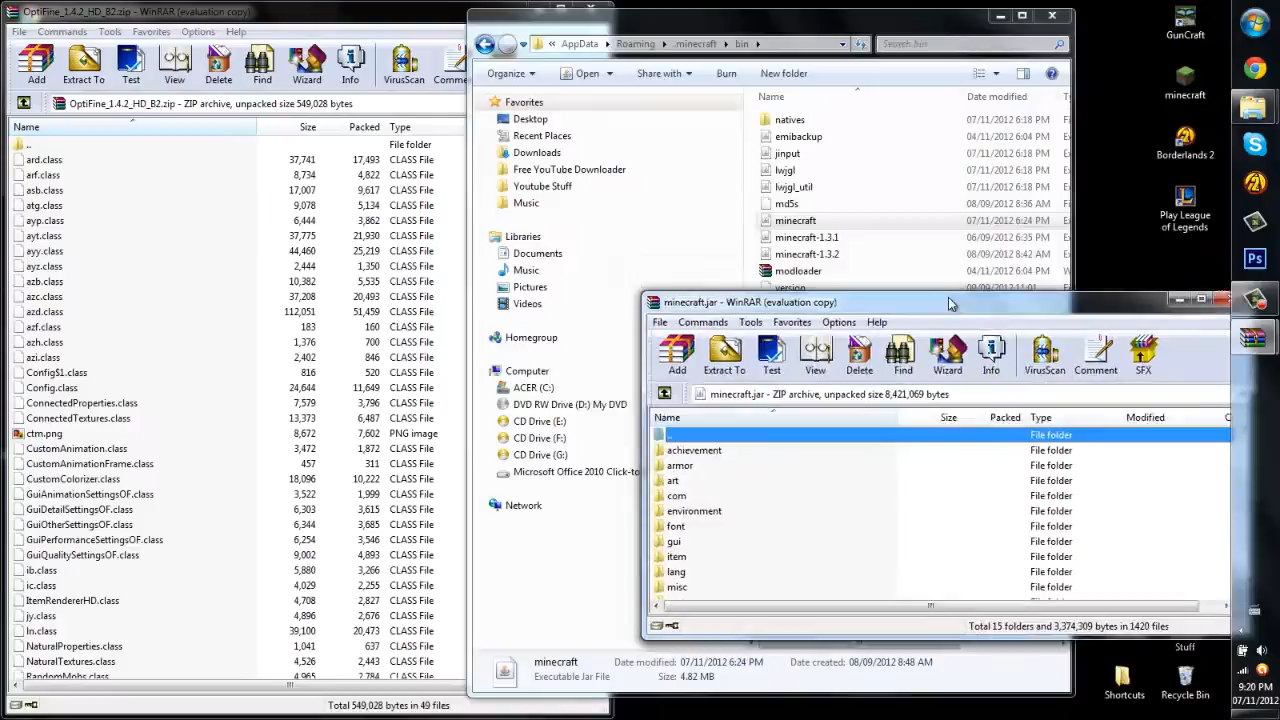 OptiFine_1.4.2_HD_B2.zip - WinRAR (evaluation copy)
File Commands Tools Favorites Options Help
Add Extract To Test View Delete Find Wizard Info VirusScan Comme
OptiFine_1.4.2_HD_B2.zip - ZIP archive, unpacked size 549,028 bytes
Name Size Packed Type
.. File folder
ard.class 37,741 17,493 CLASS File
arf.class 8,734 4,822 CLASS File
asb.class 17,007 9,617 CLASS File
atg.class 9,078 5,134 CLASS File
ayp.class 6,444 3,862 CLASS File
ayt.class 37,775 21,930 CLASS File
ayy.class 44,460 25,219 CLASS File
ayz.class 2,444 1,350 CLASS File
azb.class 10,382 5,535 CLASS File
azc.class 37,208 9,296 CLASS File
azd.class 112,051 51,459 CLASS File
azf.class 183 160 CLASS File
azh.class 1,376 700 CLASS File
azi.class 2,402 846 CLASS File
Config$1.class 816 520 CLASS File
Config.class 24,644 11,649 CLASS File
ConnectedProperties.class 7,579 3,796 CLASS File
ConnectedTextures.class 13,373 6,487 CLASS File
ctm.png 8,672 7,602 PNG image
CustomAnimation.class 3,472 1,872 CLASS File
CustomAnimationFrame.class 457 311 CLASS File
CustomColorizer.class 18,096 10,222 CLASS File
GuiAnimationSettingsOF.class 3,522 1,999 CLASS File
GuiDetailSettingsOF.class 6,303 3,615 CLASS File
GuiOtherSettingsOF.class 6,344 3,685 CLASS File
GuiPerformanceSettingsOF.class 6,254 3,546 CLASS File
GuiQualitySettingsOF.class 9,002 4,893 CLASS File
ib.class 5,880 3,266 CLASS File
ic.class 4,029 2,255 CLASS File
ItemRendererHD.class 4,708 2,827 CLASS File
jy.class 4,896 2,676 CLASS File
ln.class 39,100 20,473 CLASS File
NaturalProperties.class 1,041 637 CLASS File
NaturalTextures.class 4,526 1,943 CLASS File
RandomMobs.class 4,965 2,784 CLASS File
Total 549,028 bytes in 49 files
« AppData Roaming .minecraft bin Search bin
Organize Open Share with Burn New folder
Name Date modified Ty
Favorites
Desktop
Recent Places
Downloads
Free YouTube Downloader
Youtube Stuff
Music
Libraries
Documents
Music
Pictures
Videos
Homegroup
Computer
ACER (C:)
DVD RW Drive (D:) My DVD
CD Drive (E:)
CD Drive (F:)
CD Drive (G:)
Microsoft Office 2010 Click-to
Network
natives 07/11/2012 6:18 PM Fi
emibackup 04/11/2012 6:04 PM Ex
jinput 07/11/2012 6:18 PM Ex
lwjgl 07/11/2012 6:18 PM Ex
lwjgl_util 07/11/2012 6:18 PM Ex
md5s 08/09/2012 8:36 AM Fi
minecraft 07/11/2012 6:24 PM Ex
minecraft-1.3.1 06/09/2012 6:35 PM Ex
minecraft-1.3.2 08/09/2012 8:42 AM Ex
modloader 04/11/2012 6:04 PM W
version
minecraft Date modified: 07/11/2012 6:24 PM Date created: 08/09/2012 8:48 AM
Executable Jar File Size: 4.82 MB
minecraft.jar - WinRAR (evaluation copy)
File Commands Tools Favorites Options Help
Add Extract To Test View Delete Find Wizard Info VirusScan Comment SFX
minecraft.jar - ZIP archive, unpacked size 8,421,069 bytes
Name Size Packed Type Modified C
.. File folder
achievement File folder
armor File folder
art File folder
com File folder
environment File folder
font File folder
gui File folder
item File folder
lang File folder
misc File folder
Total 15 folders and 3,374,309 bytes in 1420 files
GunCraft
minecraft
Borderlands 2
Play League
of Legends
Stuff
Shortcuts
Recycle Bin
Ps
9:20 PM
07/11/2012